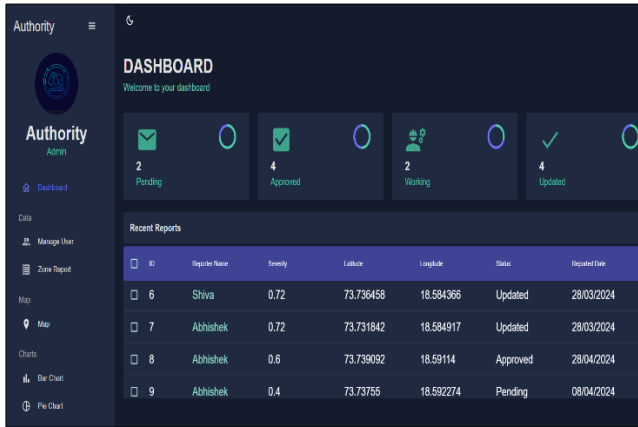 Authority
Authority
Admin
Dashboard
Data
Manage User
Zone Report
Map
Map
Charts
Bar Chart
Pie Chart
DASHBOARD
Welcome to your dashboard
2
Pending
4
Approved
2
Working
4
Updated
Recent Reports
ID Reporter Name Severity Latitude Longitude Status Reported Date
6 Shiva 0.72 73.736458 18.584366 Updated 28/03/2024
7 Abhishek 0.72 73.731842 18.584917 Updated 28/03/2024
8 Abhishek 0.6 73.739092 18.59114 Approved 28/04/2024
9 Abhishek 0.4 73.73755 18.592274 Pending 08/04/2024